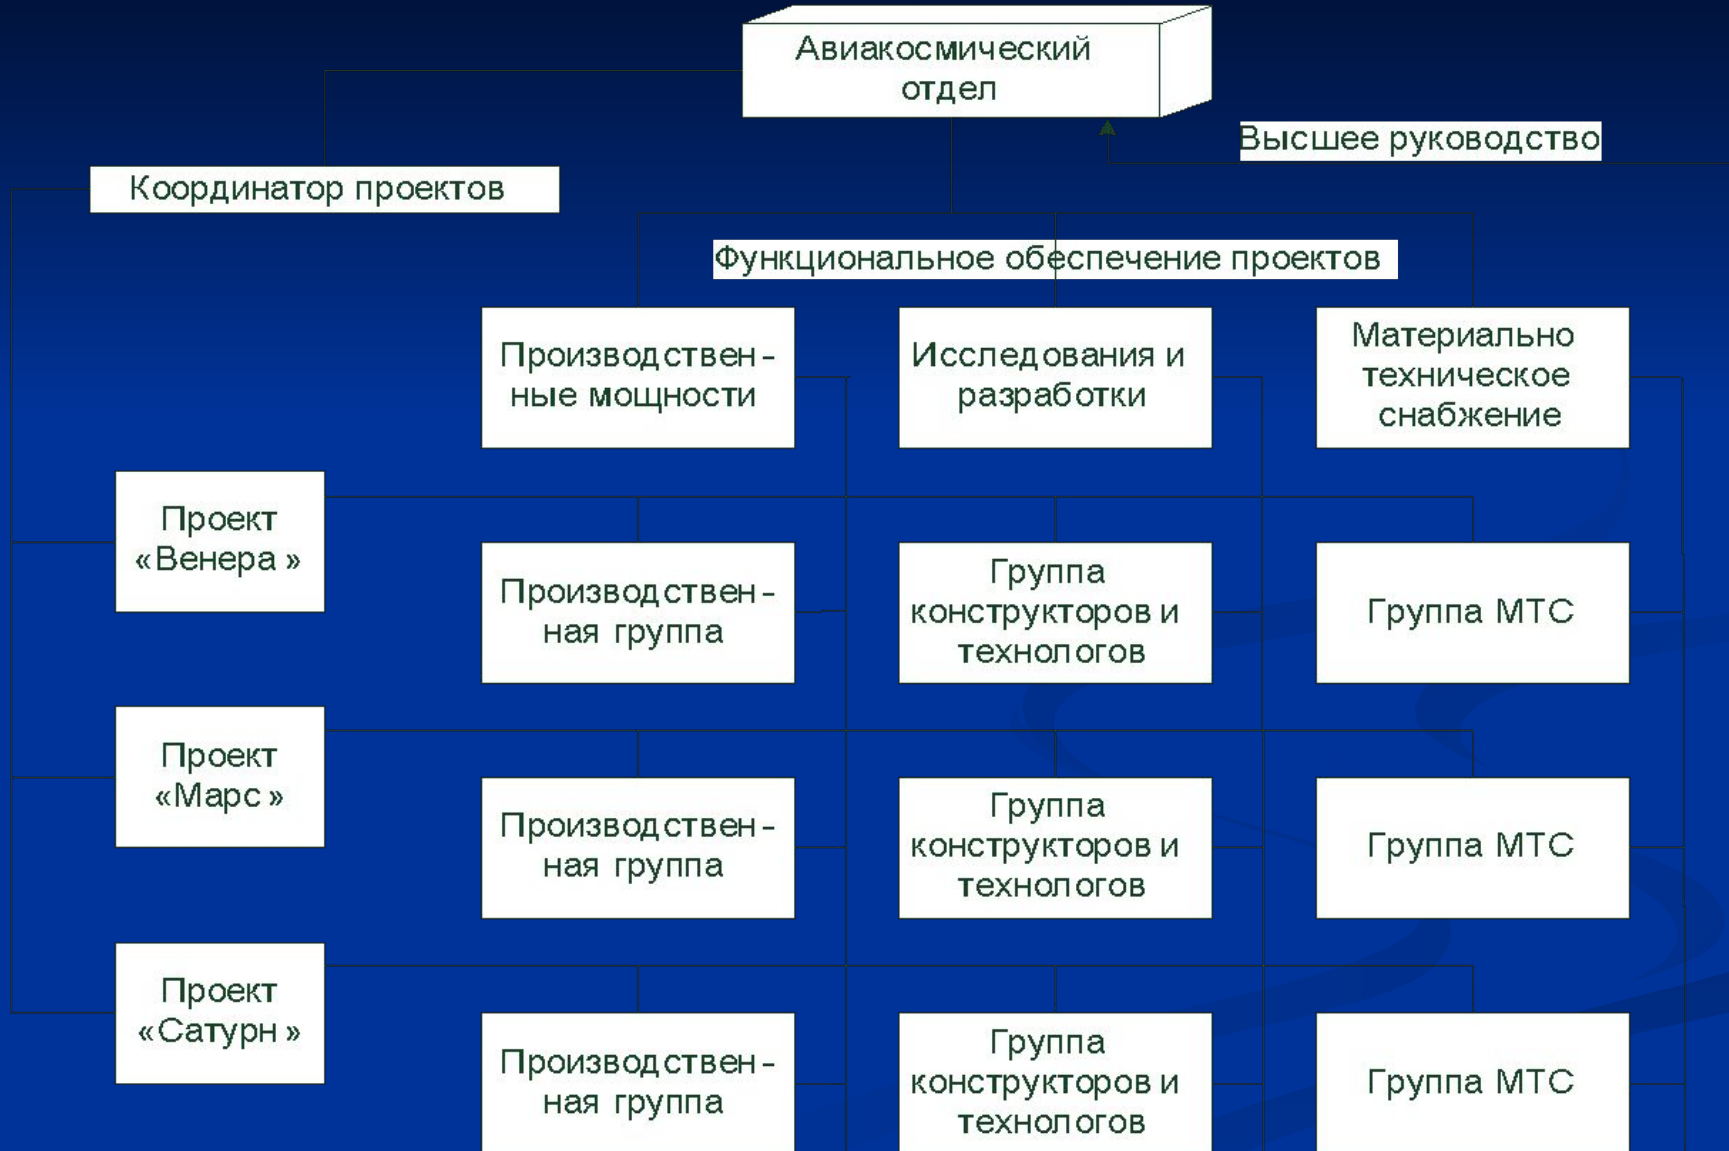 Авиакосмический
отдел
Высшее руководство
Координатор проектов
Функциональное обеспечение проектов
Производствен-
ные мощности
Исследования и
разработки
Материально
техническое
снабжение
Проект
«Венера»
Производствен-
ная группа
Группа
конструкторов и
технологов
Группа МТС
Проект
«Марс»
Производствен-
ная группа
Группа
конструкторов и
технологов
Группа МТС
Проект
«Сатурн»
Производствен-
ная группа
Группа
конструкторов и
технологов
Группа МТС